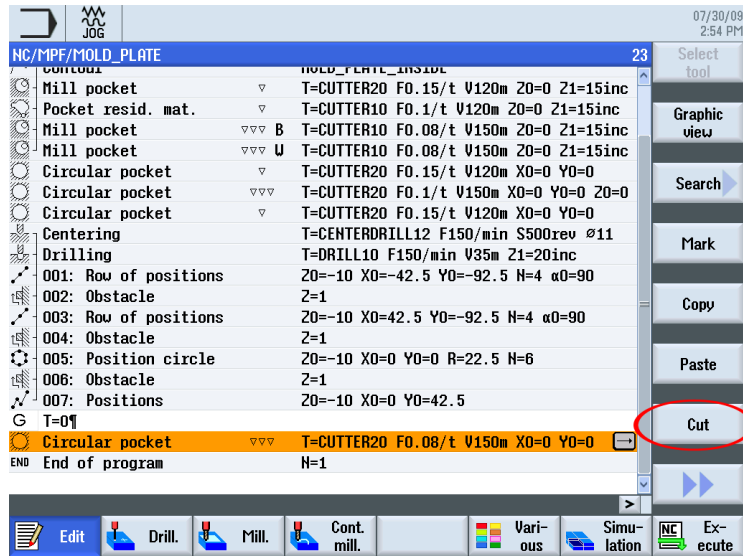 JOG
07/30/09
2:54 PM
NC/MPF/MOLD_PLATE 23
Select tool
Contour MOLD_PLATE_INSIDE
Mill pocket ▽ T=CUTTER20 F0.15/t V120m Z0=0 Z1=15inc
Pocket resid. mat. ▽ T=CUTTER10 F0.1/t V120m Z0=0 Z1=15inc
Mill pocket ▽▽▽ B T=CUTTER10 F0.08/t V150m Z0=0 Z1=15inc
Mill pocket ▽▽▽ W T=CUTTER10 F0.08/t V150m Z0=0 Z1=15inc
Circular pocket ▽ T=CUTTER20 F0.15/t V120m X0=0 Y0=0
Circular pocket ▽▽▽ T=CUTTER20 F0.1/t V150m X0=0 Y0=0 Z0=0
Circular pocket ▽ T=CUTTER20 F0.15/t V120m X0=0 Y0=0
Centering T=CENTERDRILL12 F150/min S500rev ⌀11
Drilling T=DRILL10 F150/min V35m Z1=20inc
001: Row of positions Z0=-10 X0=-42.5 Y0=-92.5 N=4 α0=90
002: Obstacle Z=1
003: Row of positions Z0=-10 X0=42.5 Y0=-92.5 N=4 α0=90
004: Obstacle Z=1
005: Position circle Z0=-10 X0=0 Y0=0 R=22.5 N=6
006: Obstacle Z=1
007: Positions Z0=-10 X0=0 Y0=42.5
G T=0¶
Circular pocket ▽▽▽ T=CUTTER20 F0.08/t V150m X0=0 Y0=0 →
END End of program N=1
Graphic view
Search
Mark
Copy
Paste
Cut
Edit
Drill.
Mill.
Cont. mill.
Vari-
ous
Simu-
lation
NC Ex-
ecute